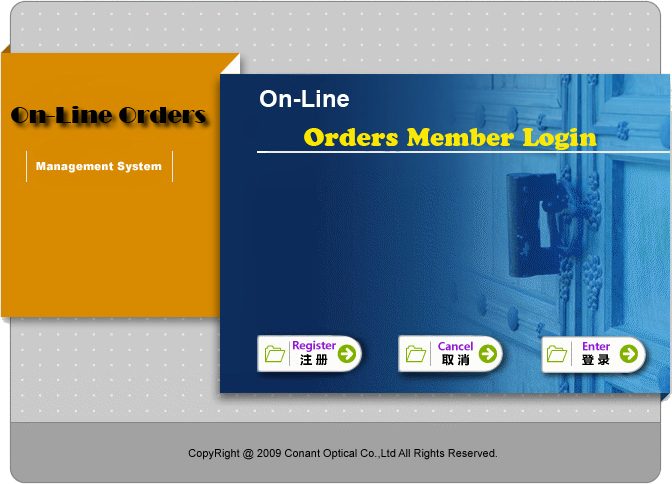 On-Line Orders
Management System
On-Line
Orders Member Login
Register
注册
Cancel
取消
Enter
登录
CopyRight @ 2009 Conant Optical Co.,Ltd All Rights Reserved.